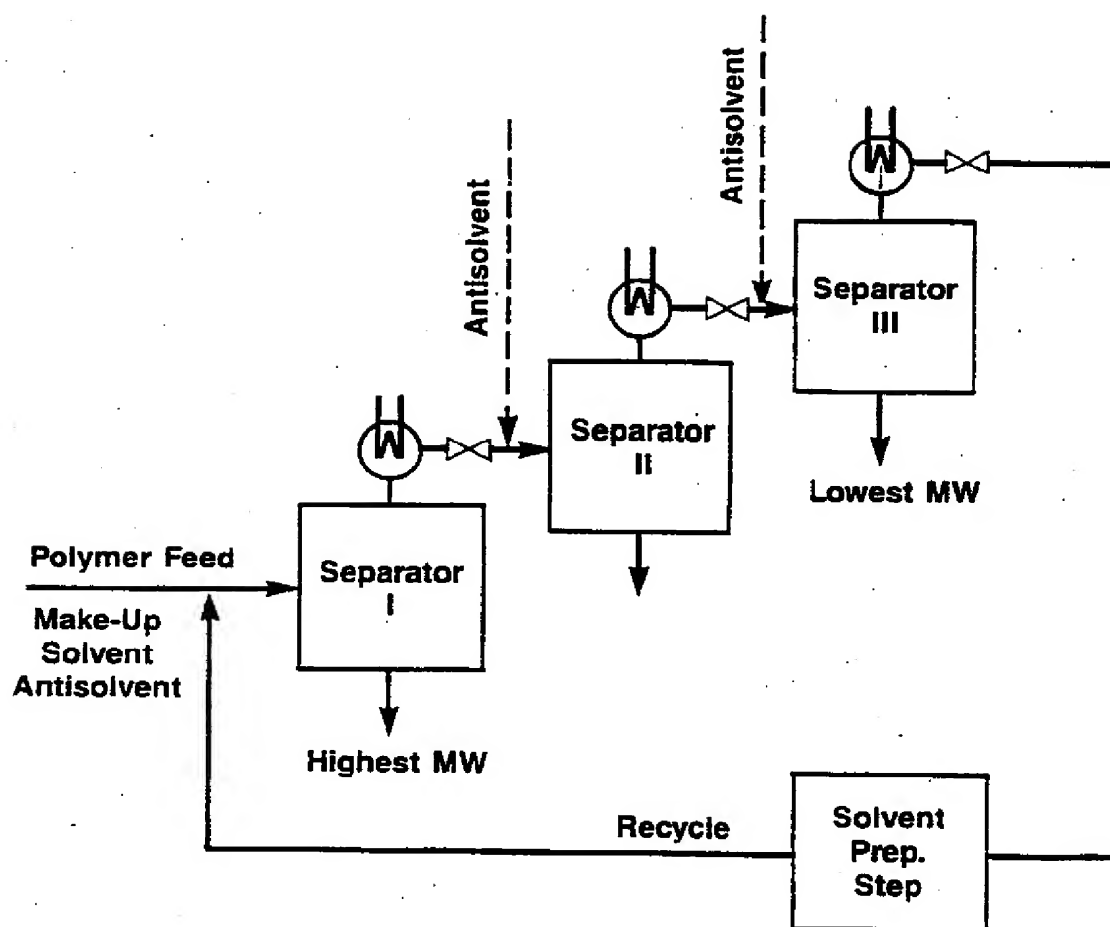 Antisolvent
Antisolvent
Separator
III
Separator
II
Lowest MW
Polymer Feed
Separator
I
Make-Up
Solvent
Antisolvent
Highest MW
Recycle
Solvent
Prep.
Step